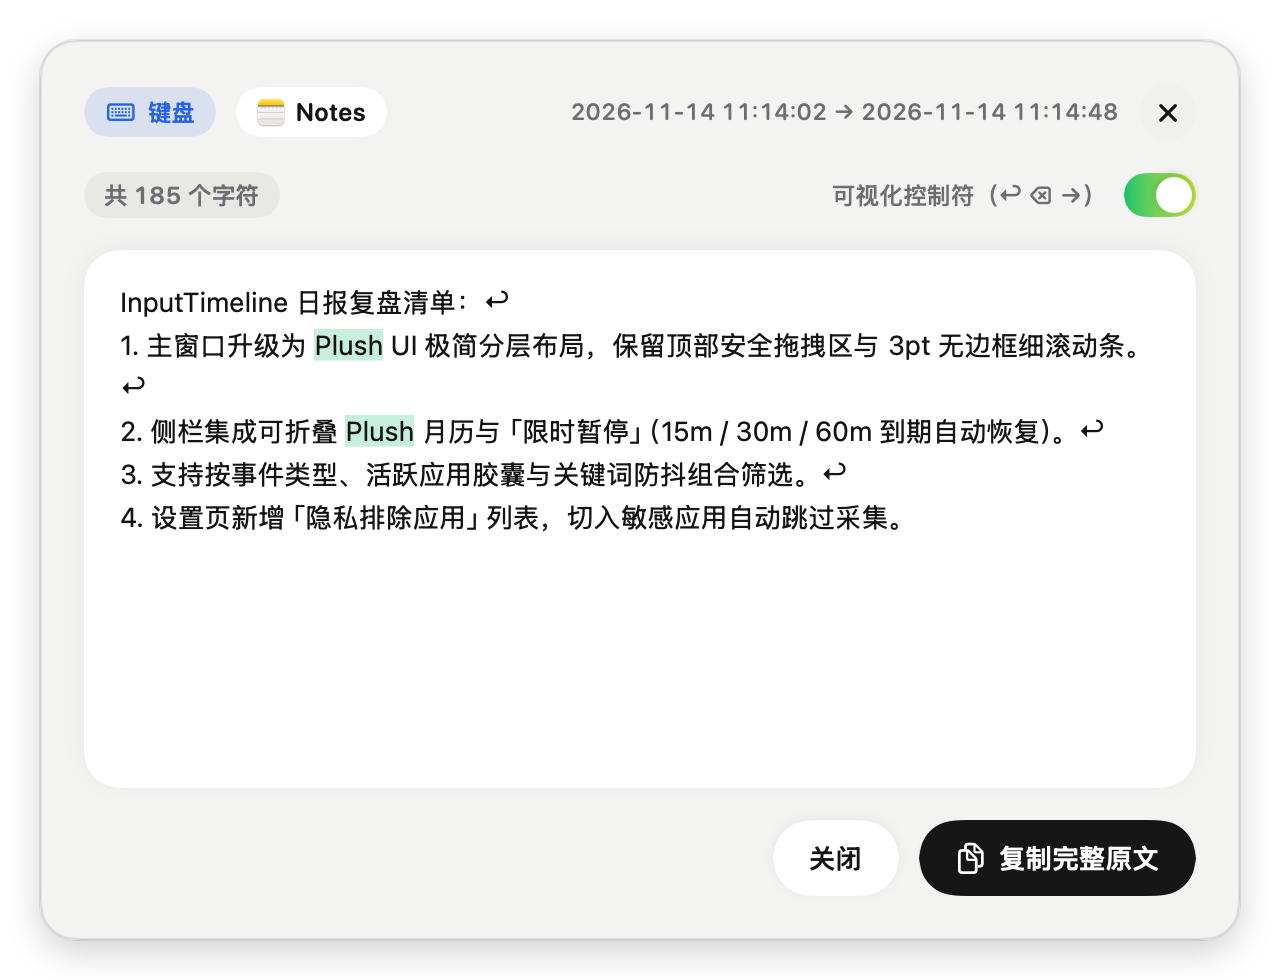 键盘
Notes
2026-11-14 11:14:02 → 2026-11-14 11:14:48
共 185 个字符
可视化控制符（↩ ⌫ →）
InputTimeline 日报复盘清单：↩
1. 主窗口升级为 Plush UI 极简分层布局，保留顶部安全拖拽区与 3pt 无边框细滚动条。
↩
2. 侧栏集成可折叠 Plush 月历与「限时暂停」（15m / 30m / 60m 到期自动恢复）。↩
3. 支持按事件类型、活跃应用胶囊与关键词防抖组合筛选。↩
4. 设置页新增「隐私排除应用」列表，切入敏感应用自动跳过采集。
关闭
复制完整原文